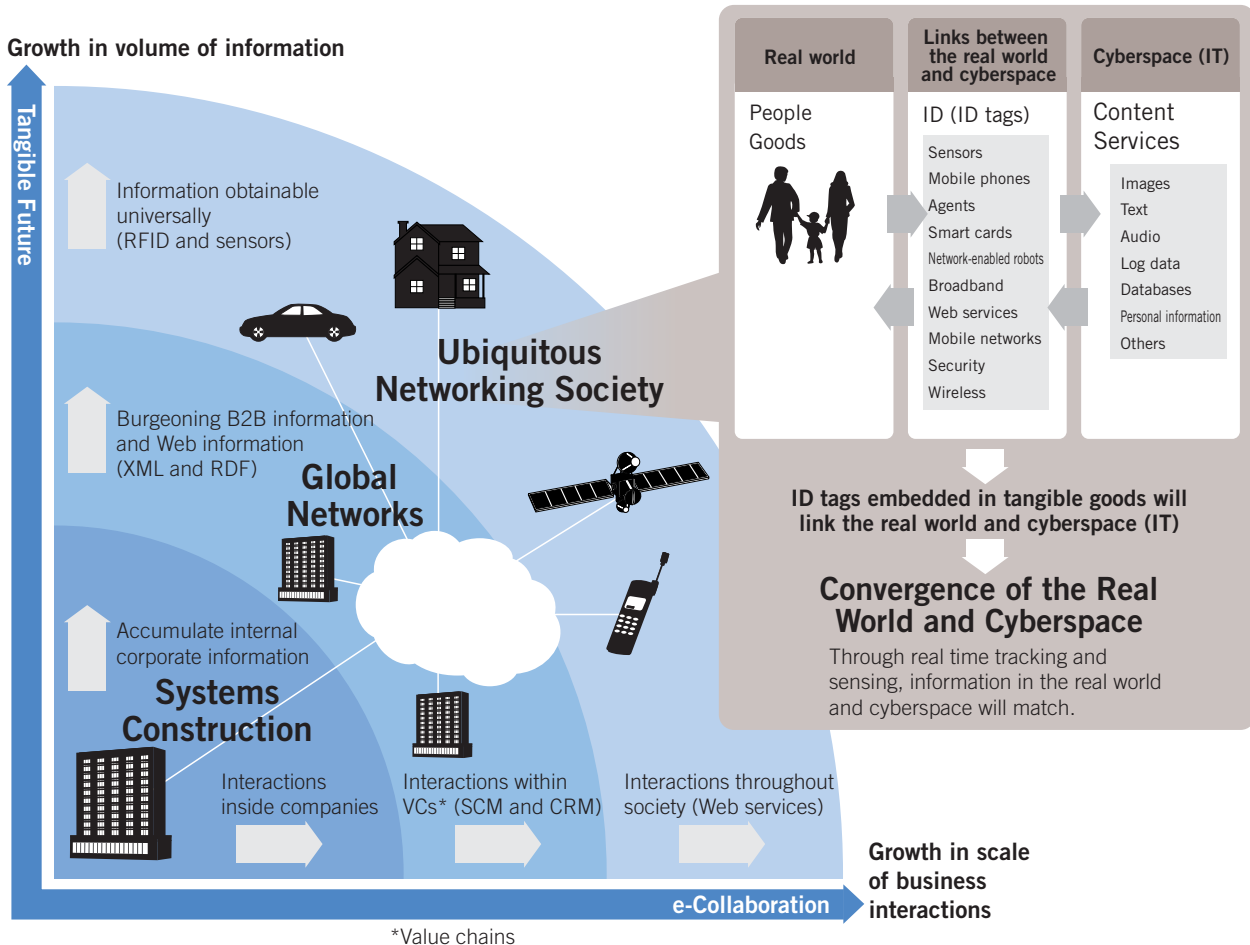 Growth in volume of information
Tangible Future
Information obtainable
universally
(RFID and sensors)
Ubiquitous
Networking Society
Burgeoning B2B information
and Web information
(XML and RDF)
Global
Networks
Accumulate internal
corporate information
Systems
Construction
Interactions
inside companies
Interactions within
VCs* (SCM and CRM)
Interactions throughout
society (Web services)
e-Collaboration
Growth in scale
of business
interactions
*Value chains
Real world
People
Goods
Links between
the real world
and cyberspace
ID (ID tags)
Sensors
Mobile phones
Agents
Smart cards
Network-enabled robots
Broadband
Web services
Mobile networks
Security
Wireless
Cyberspace (IT)
Content
Services
Images
Text
Audio
Log data
Databases
Personal information
Others
ID tags embedded in tangible goods will
link the real world and cyberspace (IT)
Convergence of the Real
World and Cyberspace
Through real time tracking and
sensing, information in the real world
and cyberspace will match.